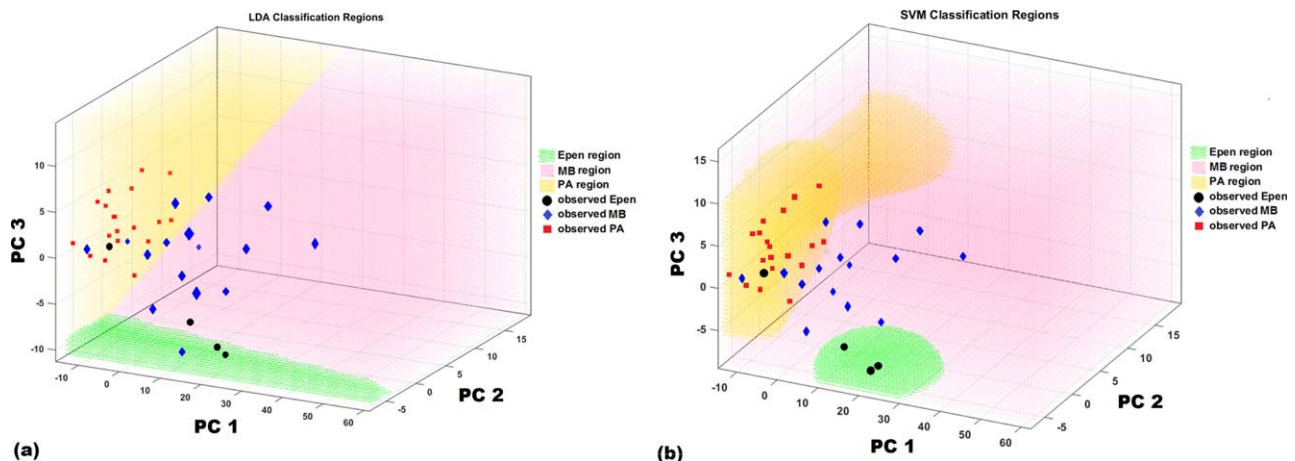 LDA Classification Regions
10
5
0
-5
-10
PC 3
-10
0
10
20
30
40
50
60
PC 1
-5
0
5
10
15
PC 2
Epen region
MB region
PA region
observed Epen
observed MB
observed PA
(a)
SVM Classification Regions
15
10
5
0
-5
PC 3
-10
0
10
20
30
40
50
60
PC 1
-5
0
5
10
15
PC 2
Epen region
MB region
PA region
observed Epen
observed MB
observed PA
(b)